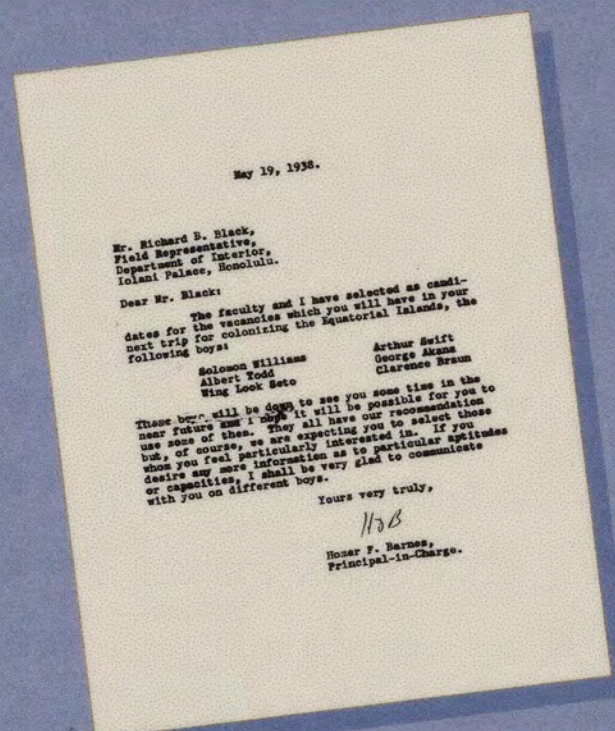 May 19, 1938.
Mr. Richard B. Black,
Field Representative,
Department of Interior,
Iolani Palace, Honolulu.
Dear Mr. Black:
The faculty and I have selected as candi-
dates for the vacancies which you will have in your
next trip for colonizing the Equatorial Islands, the
following boys:
Solomon Williams Arthur Swift
Albert Todd George Akana
Wing Look Seto Clarence Braun
These boys will be down to see you some time in the
near future and I hope it will be possible for you to
use some of them. They all have our recommendation
but, of course, we are expecting you to select those
whom you feel particularly interested in. If you
desire any more information as to particular aptitudes
or capacities, I shall be very glad to communicate
with you on different boys.
Yours very truly,
HFB
Homer F. Barnes,
Principal-in-Charge.